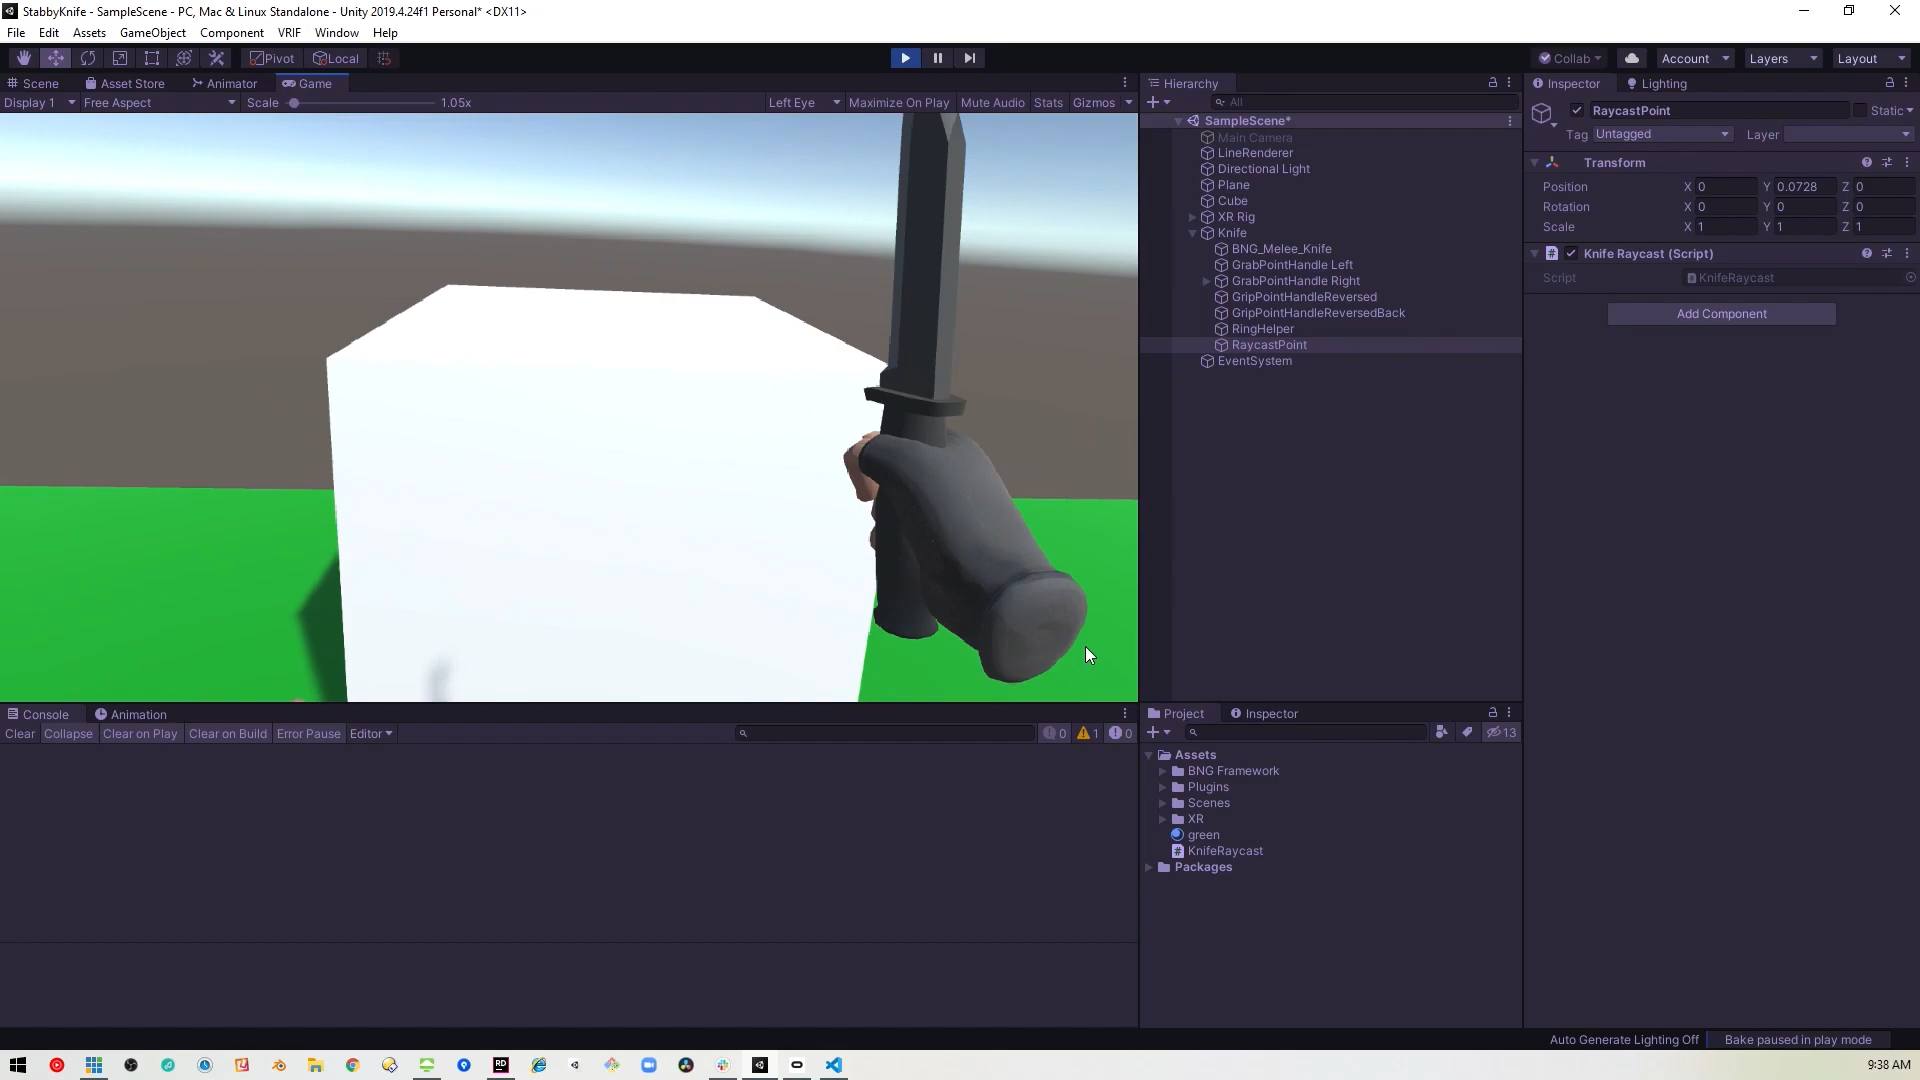 StabbyKnife - SampleScene - PC, Mac & Linux Standalone - Unity 2019.4.24f1 Personal* <DX11>
File Edit Assets GameObject Component VRIF Window Help
Pivot Local Collab Account Layers Layout
Scene Asset Store Animator Game
Display 1 Free Aspect Scale 1.05x Left Eye Maximize On Play Mute Audio Stats Gizmos
Hierarchy
All
SampleScene*
Main Camera
LineRenderer
Directional Light
Plane
Cube
XR Rig
Knife
BNG_Melee_Knife
GrabPointHandle Left
GrabPointHandle Right
GripPointHandleReversed
GripPointHandleReversedBack
RingHelper
RaycastPoint
EventSystem
Inspector Lighting
RaycastPoint Static
Tag Untagged Layer
Transform
Position X 0 Y 0.0728 Z 0
Rotation X 0 Y 0 Z 0
Scale X 1 Y 1 Z 1
Knife Raycast (Script)
Script KnifeRaycast
Add Component
Console Animation
Clear Collapse Clear on Play Clear on Build Error Pause Editor 0 1 0
Project Inspector
13
Assets
BNG Framework
Plugins
Scenes
XR
green
KnifeRaycast
Packages
Auto Generate Lighting Off Bake paused in play mode
9:38 AM